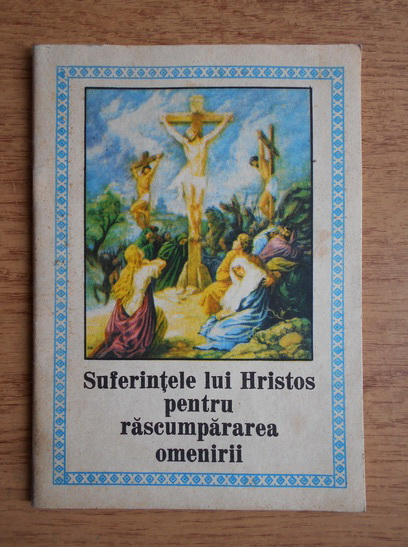 Suferințele lui Hristos
pentru
răscumpărarea
omenirii